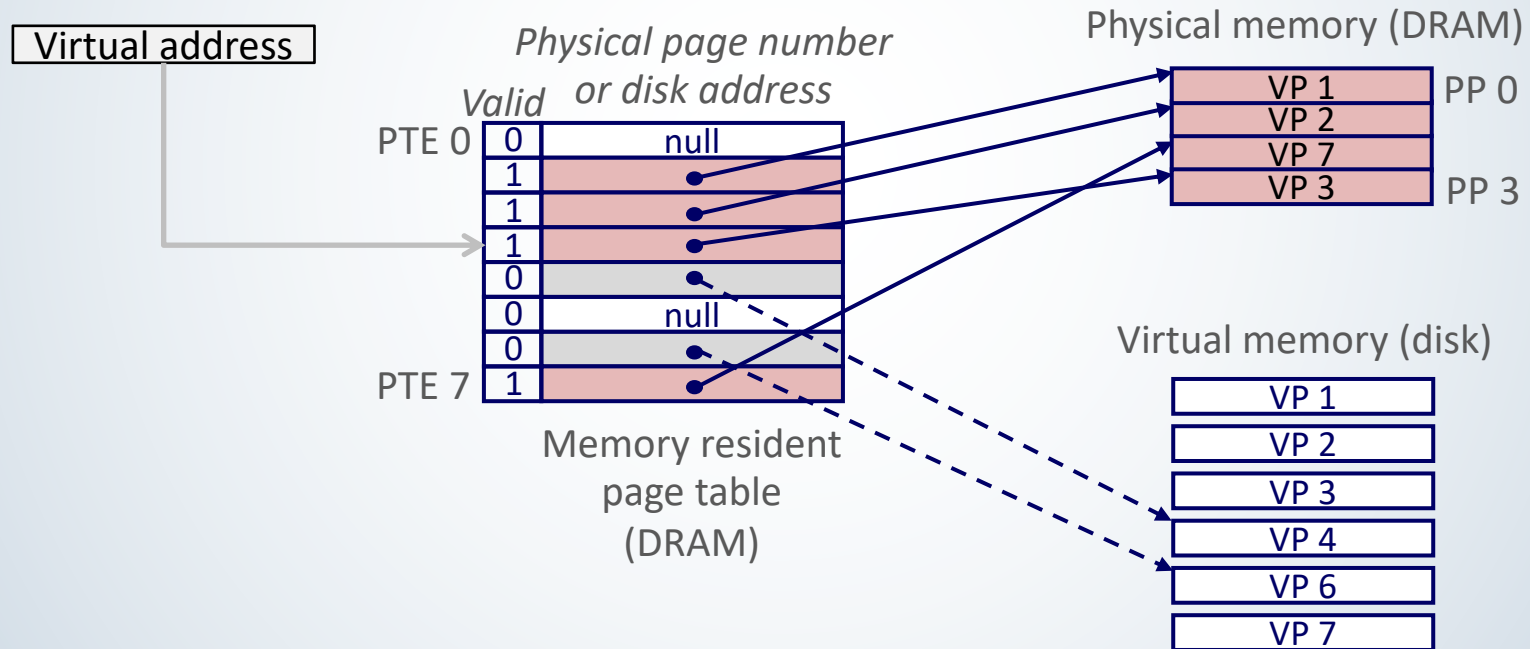 Virtual address
Physical page number
or disk address
Valid
PTE 0
0
null
1
1
1
0
0
null
0
PTE 7
1
Memory resident
page table
(DRAM)
Physical memory (DRAM)
VP 1
PP 0
VP 2
VP 7
VP 3
PP 3
Virtual memory (disk)
VP 1
VP 2
VP 3
VP 4
VP 6
VP 7